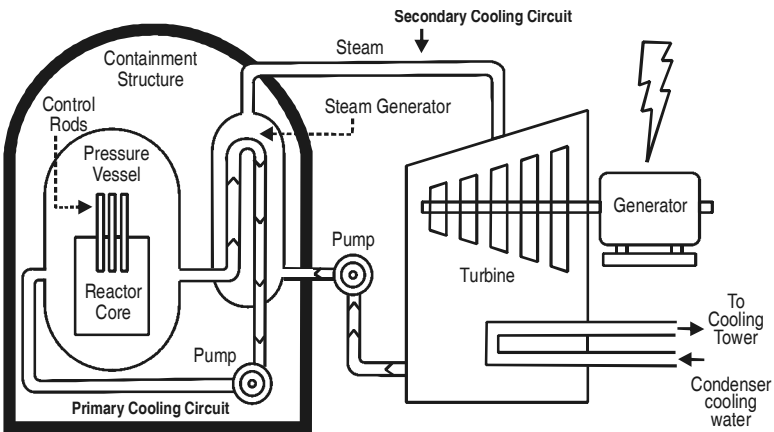 Secondary Cooling Circuit
Steam
Containment
Structure
Control
Rods
Steam Generator
Pressure
Vessel
Generator
Pump
Turbine
Reactor
Core
To
Cooling
Tower
Pump
Condenser
cooling
water
Primary Cooling Circuit